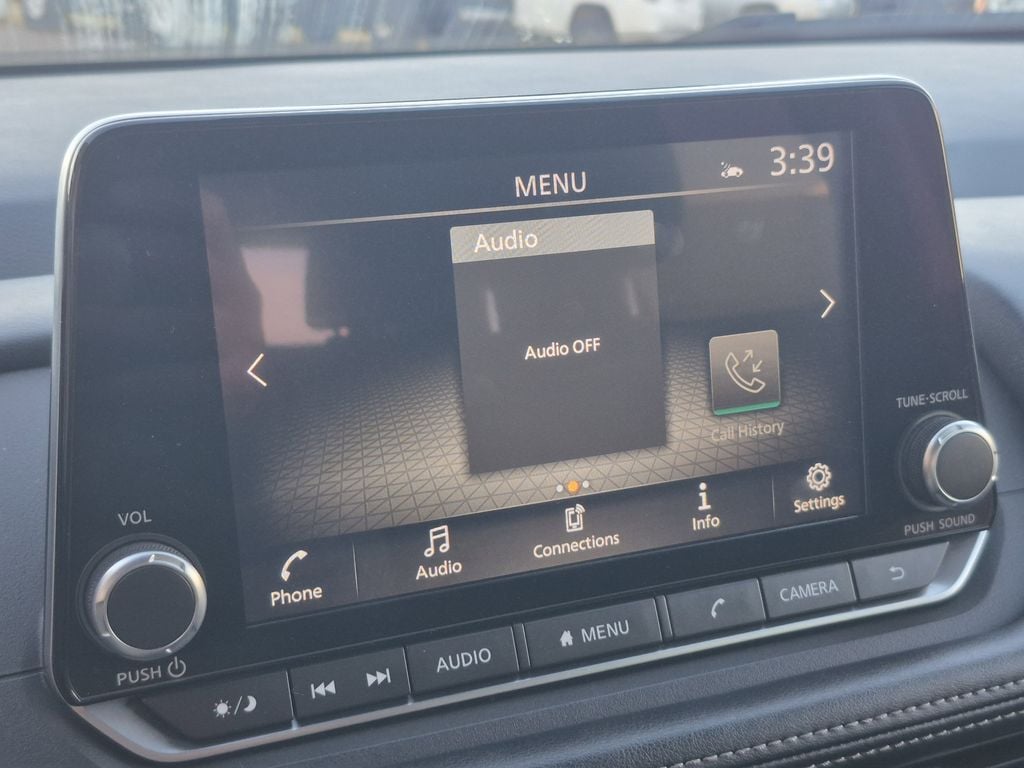 MENU
3:39
Audio
Audio OFF
Call History
Phone
Audio
Connections
Info
Settings
VOL
PUSH
TUNE·SCROLL
PUSH SOUND
AUDIO
MENU
CAMERA